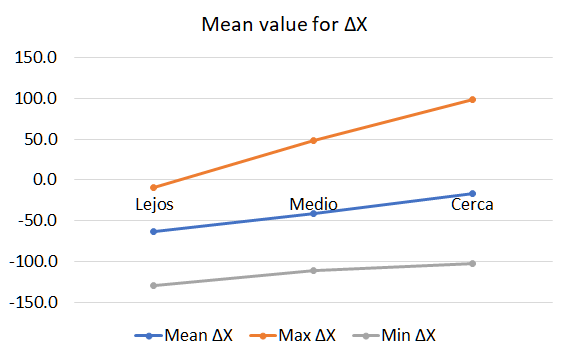 Mean value for ΔX
150.0
100.0
50.0
0.0
Lejos Medio Cerca
-50.0
-100.0
-150.0
Mean ΔX Max ΔX Min ΔX